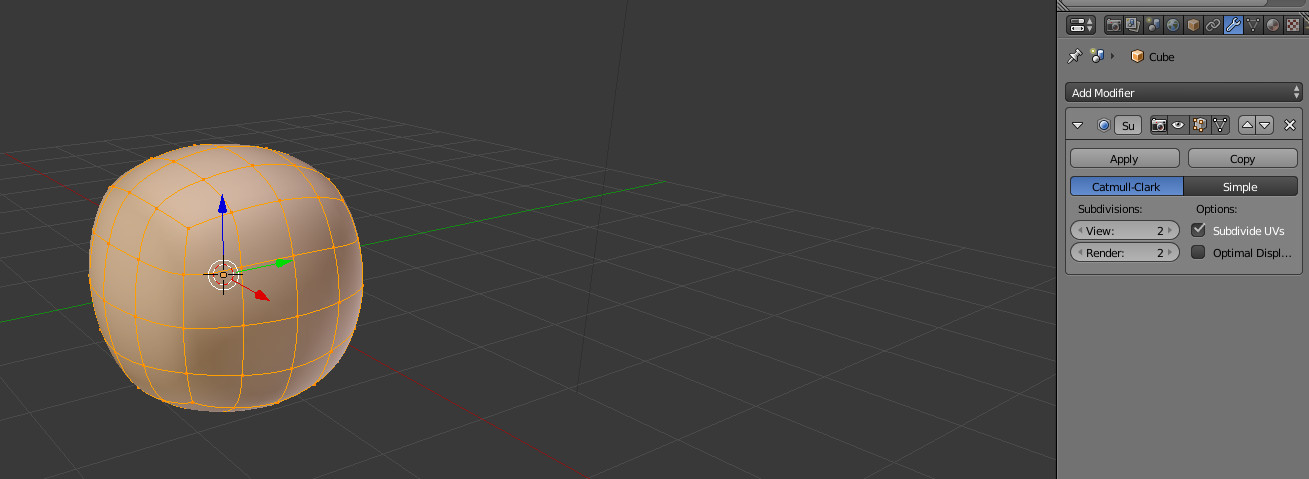 Cube
Add Modifier
Su
Apply Copy
Catmull-Clark Simple
Subdivisions: Options:
View: 2 Subdivide UVs
Render: 2 Optimal Displ...